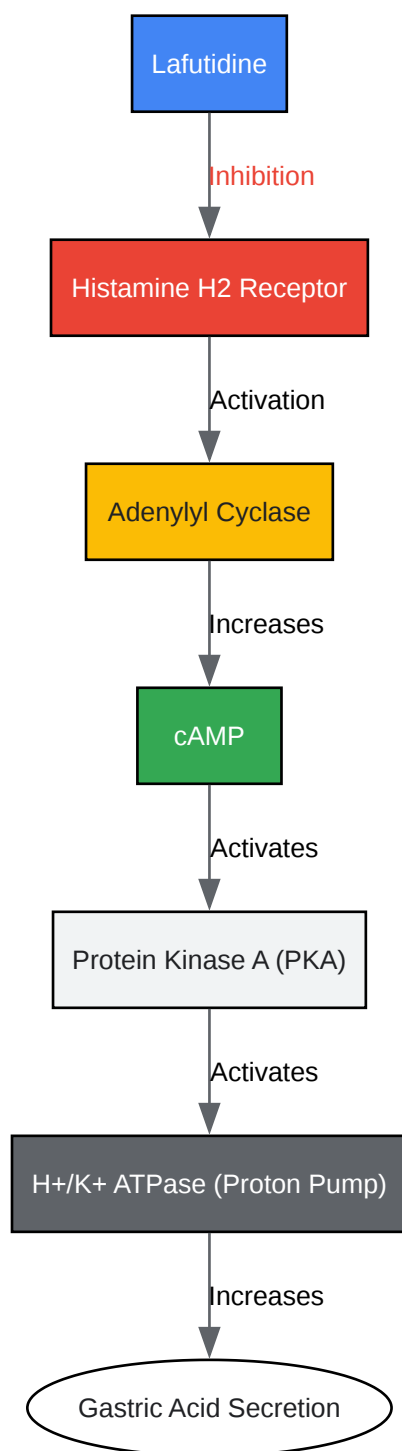 Lafutidine
Inhibition
Histamine H2 Receptor
Activation
Adenylyl Cyclase
Increases
cAMP
Activates
Protein Kinase A (PKA)
Activates
H+/K+ ATPase (Proton Pump)
Increases
Gastric Acid Secretion